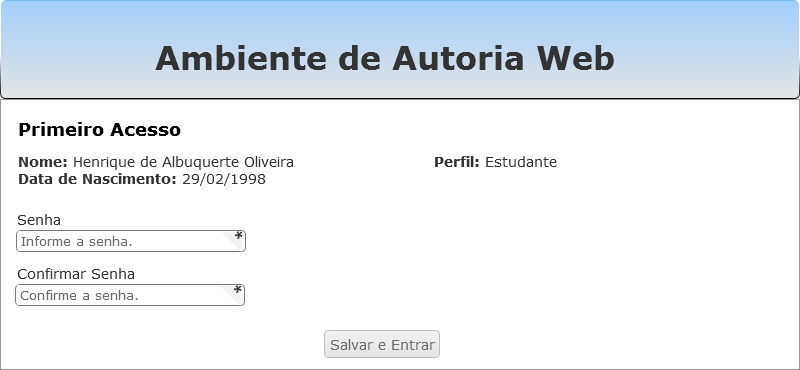 Ambiente de Autoria Web
Primeiro Acesso
Nome: Henrique de Albuquerte Oliveira Perfil: Estudante
Data de Nascimento: 29/02/1998
Senha
Informe a senha. *
Confirmar Senha
Confirme a senha. *
Salvar e Entrar